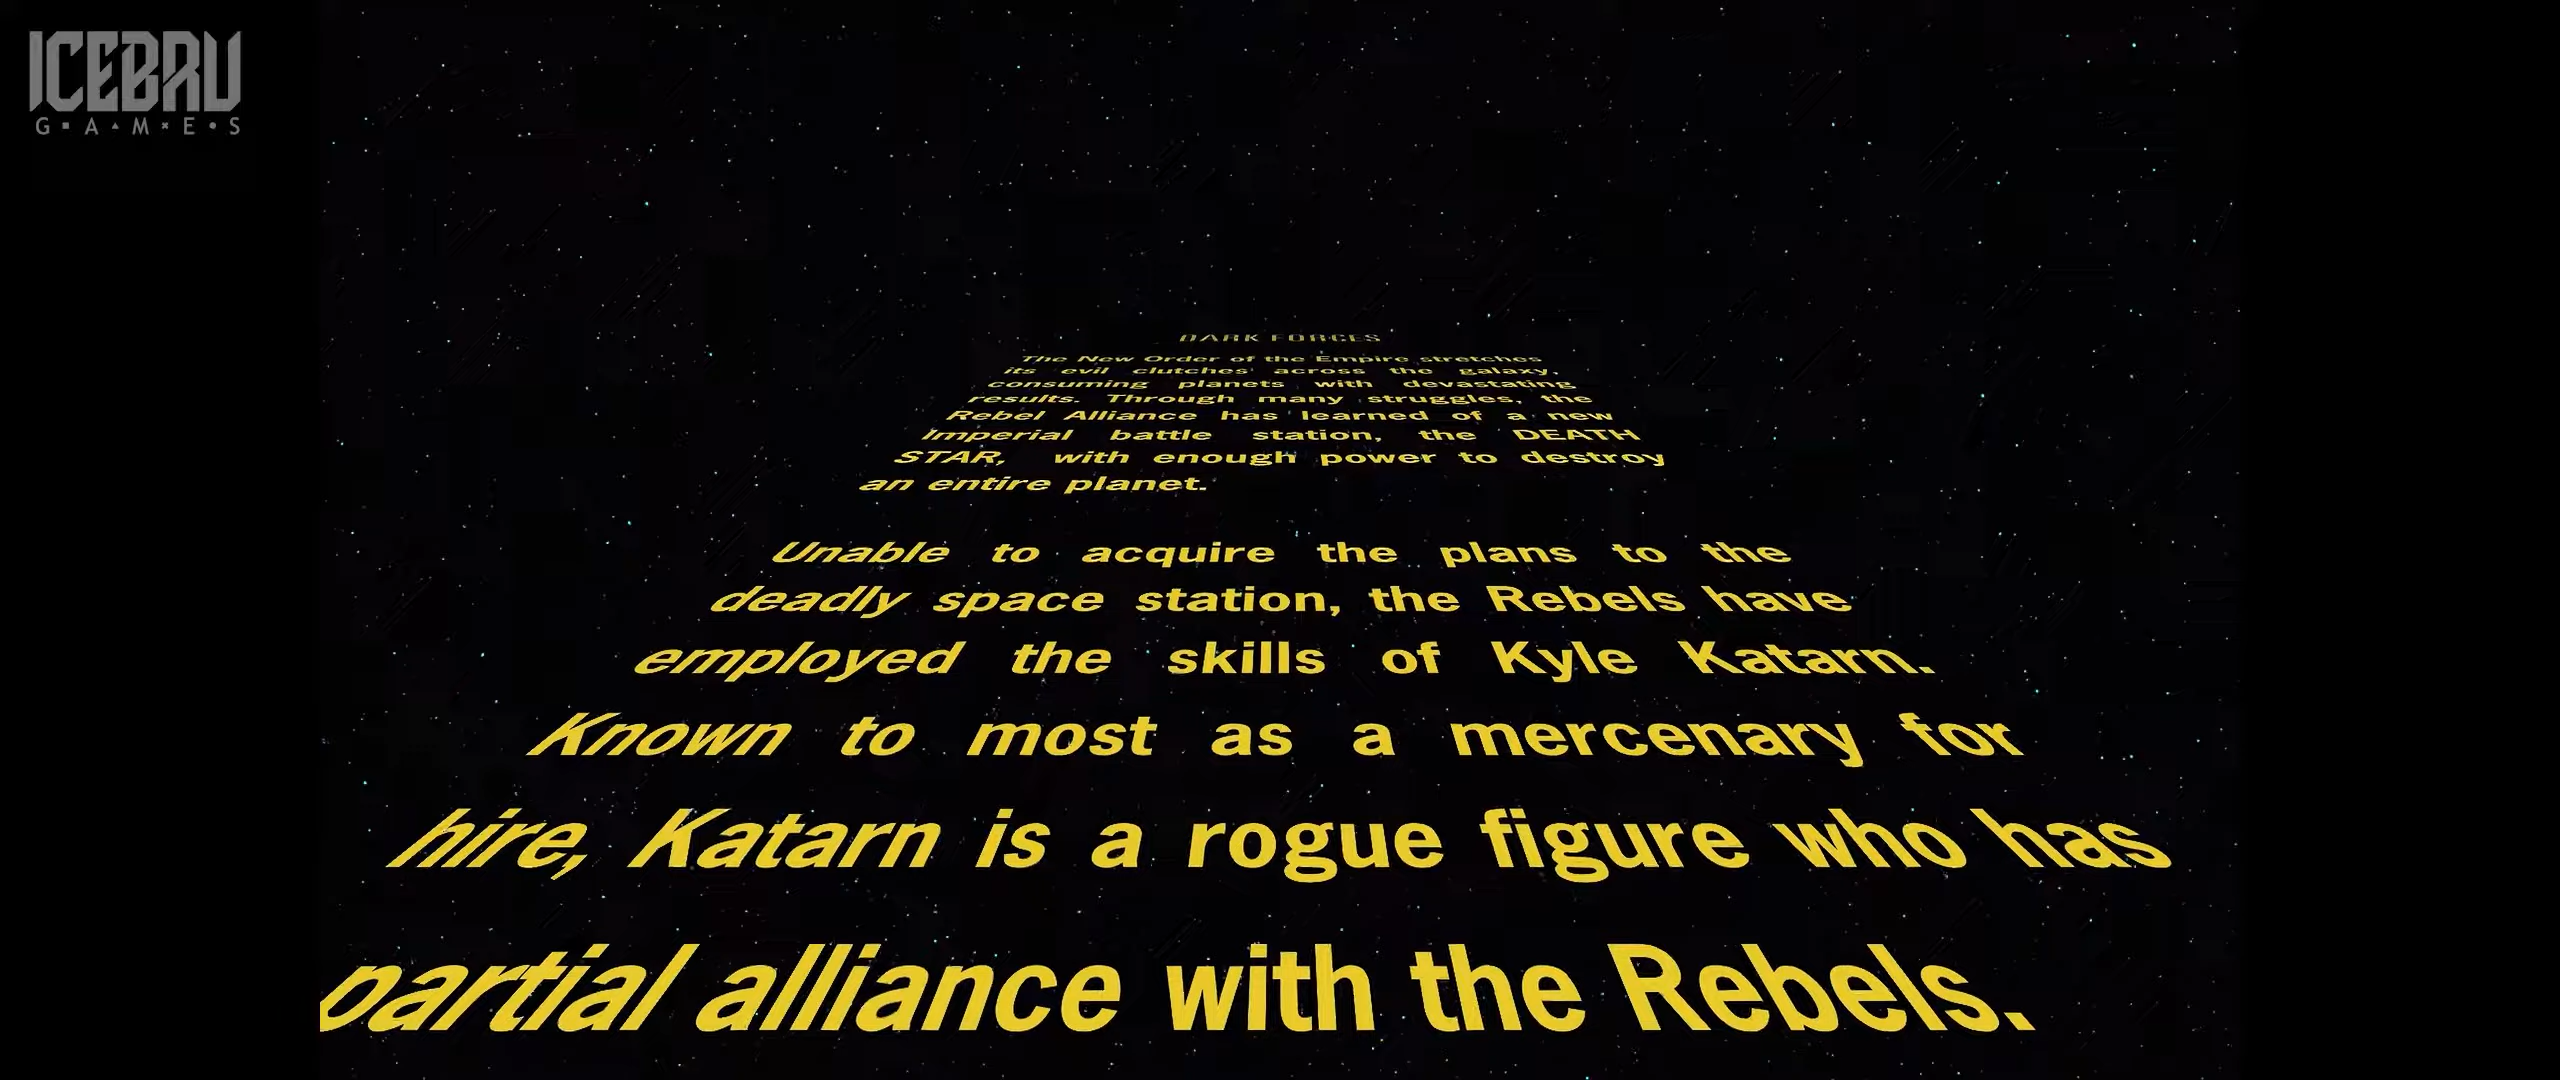 ICEBRU
G▪A▲M×E●S
DARK FORCES
The New Order of the Empire stretches
its evil clutches across the galaxy,
consuming planets with devastating
results. Through many struggles, the
Rebel Alliance has learned of a new
Imperial battle station, the DEATH
STAR, with enough power to destroy
an entire planet.
Unable to acquire the plans to the
deadly space station, the Rebels have
employed the skills of Kyle Katarn.
Known to most as a mercenary for
hire, Katarn is a rogue figure who has
partial alliance with the Rebels.